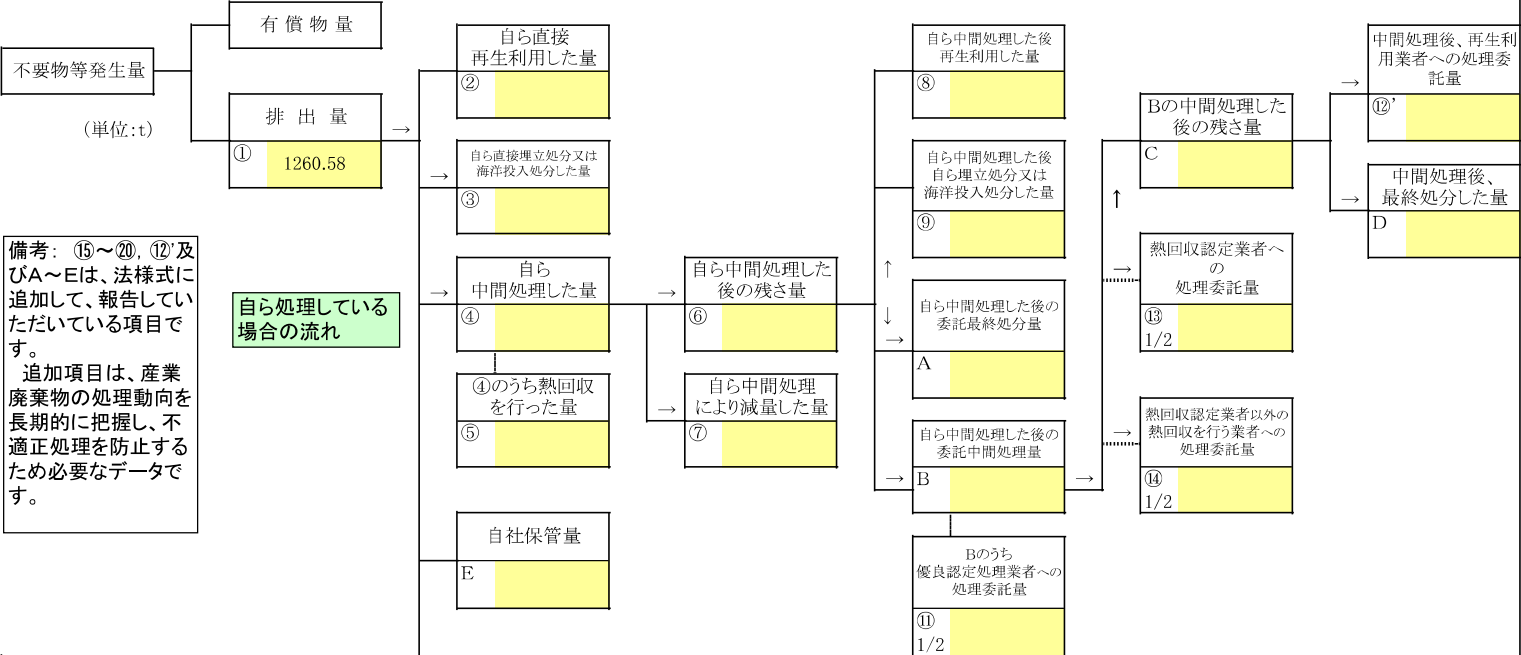 有 償 物 量
不要物等発生量
(単位:t)
排 出 量
→
①
1260.58
備考: ⑮～⑳, ⑫'及
びA～Eは、法様式に
追加して、報告してい
ただいている項目で
す。
追加項目は、産業
廃棄物の処理動向を
長期的に把握し、不
適正処理を防止する
ため必要なデータで
す。
自ら処理している
場合の流れ
自ら直接
再生利用した量
②
→
自ら直接埋立処分又は
海洋投入処分した量
③
→
自ら
中間処理した量
④
④のうち熱回収
を行った量
⑤
自社保管量
E
→
自ら中間処理した
後の残さ量
⑥
→
自ら中間処理
により減量した量
⑦
自ら中間処理した後
再生利用した量
⑧
自ら中間処理した後
自ら埋立処分又は
海洋投入処分した量
⑨
↑
↓
→
自ら中間処理した後の
委託最終処分量
A
自ら中間処理した後の
委託中間処理量
→
B
→
Bのうち
優良認定処理業者への
処理委託量
⑪
1/2
Bの中間処理した
後の残さ量
C
↑
→
熱回収認定業者へ
の
処理委託量
⑬
1/2
→
熱回収認定業者以外の
熱回収を行う業者への
処理委託量
⑭
1/2
中間処理後、再生利
用業者への処理委
託量
→
⑫'
中間処理後、
最終処分した量
→
D